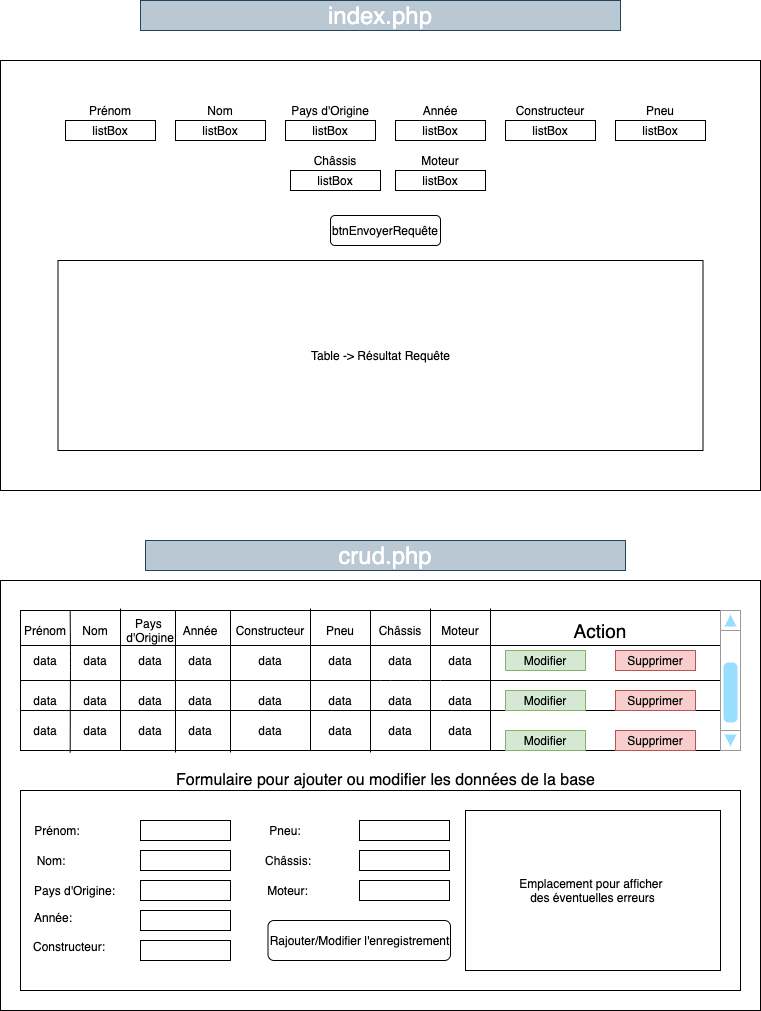 index.php
Prénom Nom Pays d'Origine Année Constructeur Pneu
listBox listBox listBox listBox listBox listBox
Châssis Moteur
listBox listBox
btnEnvoyerRequête
Table -> Résultat Requête
crud.php
Prénom Nom Pays d'Origine Année Constructeur Pneu Châssis Moteur Action
data data data data data data data data Modifier Supprimer
data data data data data data data data Modifier Supprimer
data data data data data data data data Modifier Supprimer
Formulaire pour ajouter ou modifier les données de la base
Prénom: Pneu:
Nom: Châssis:
Pays d'Origine: Moteur:
Année:
Constructeur:
Rajouter/Modifier l'enregistrement
Emplacement pour afficher
des éventuelles erreurs